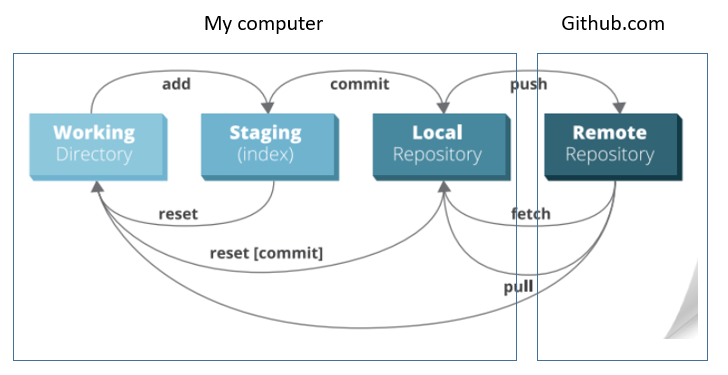 My computer
Github.com
add
commit
push
Working
Directory
Staging
(index)
Local
Repository
Remote
Repository
reset
fetch
reset [commit]
pull